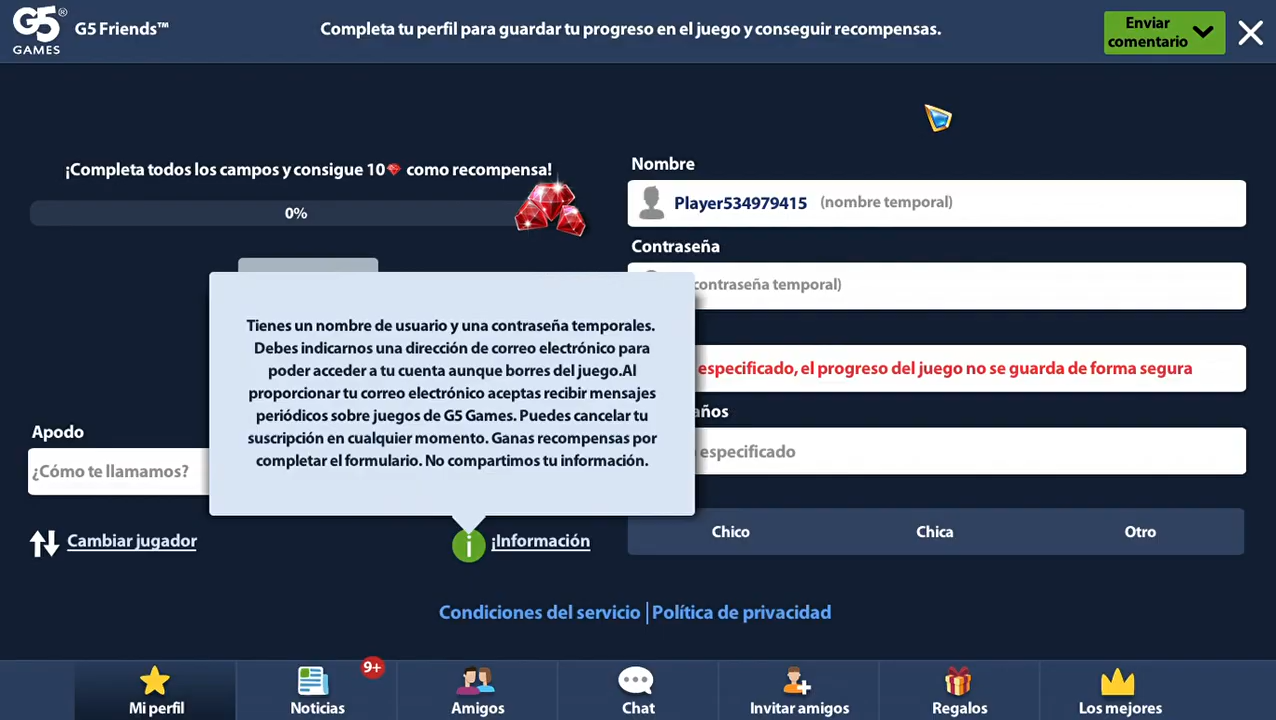 G5®
GAMES
G5 Friends™
Completa tu perfil para guardar tu progreso en el juego y conseguir recompensas.
Enviar
comentario
¡Completa todos los campos y consigue 10 como recompensa!
0%
Nombre
Player534979415 (nombre temporal)
Contraseña
contraseña temporal)
especificado, el progreso del juego no se guarda de forma segura
años
especificado
Tienes un nombre de usuario y una contraseña temporales.
Debes indicarnos una dirección de correo electrónico para
poder acceder a tu cuenta aunque borres del juego.Al
proporcionar tu correo electrónico aceptas recibir mensajes
periódicos sobre juegos de G5 Games. Puedes cancelar tu
suscripción en cualquier momento. Ganas recompensas por
completar el formulario. No compartimos tu información.
Apodo
¿Cómo te llamamos?
Cambiar jugador
i ¡Información
Chico Chica Otro
Condiciones del servicio | Política de privacidad
9+
Mi perfil Noticias Amigos Chat Invitar amigos Regalos Los mejores